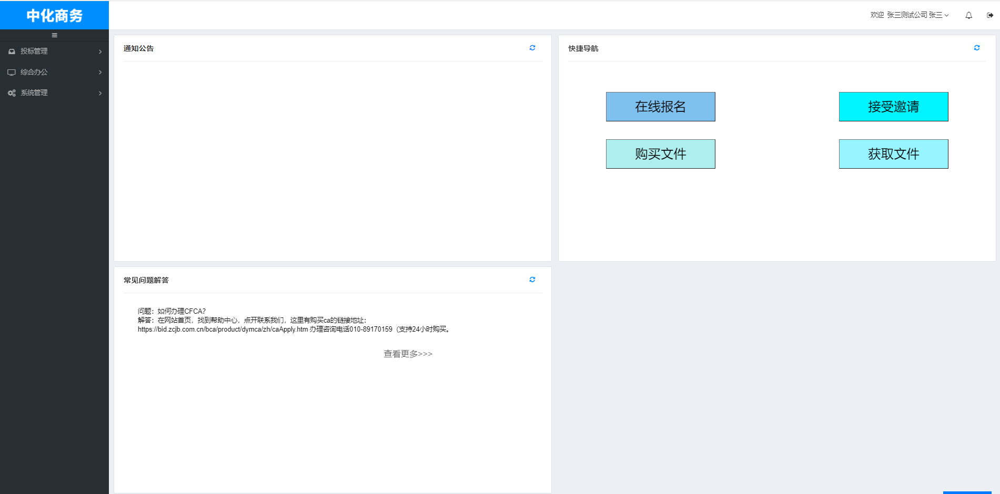 中化商务
欢迎 张三测试公司 张三
投标管理
综合办公
系统管理
通知公告
快捷导航
在线报名
接受邀请
购买文件
获取文件
常见问题解答
问题：如何办理CFCA？
解答：在网站首页，找到帮助中心，点开联系我们，这里有购买ca的链接地址：
https://bid.zcjb.com.cn/bca/product/dymca/zh/caApply.htm 办理咨询电话010-89170159（支持24小时购买。
查看更多>>>